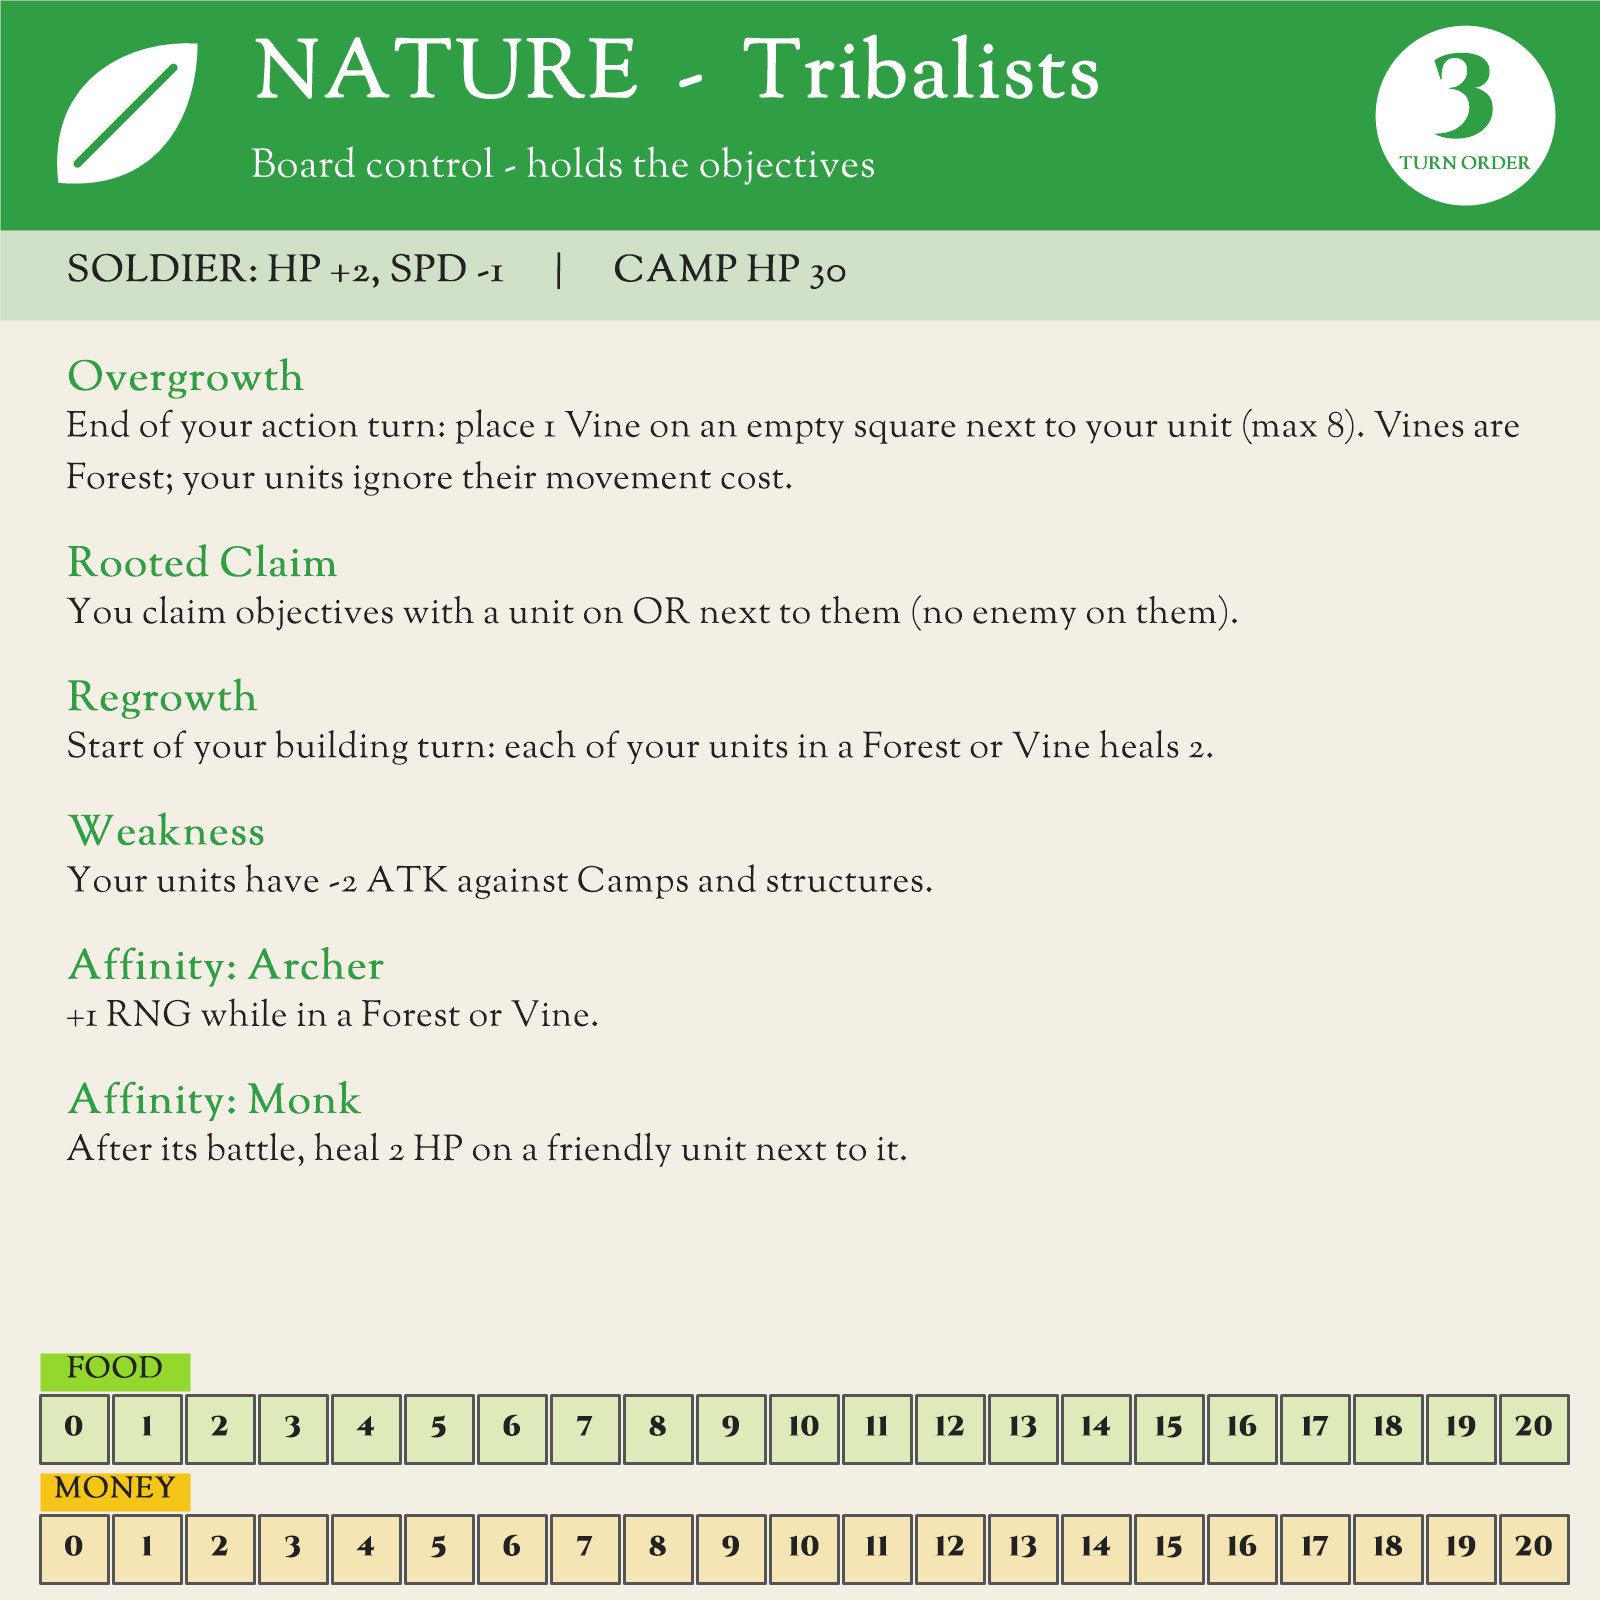 NATURE - Tribalists
Board control - holds the objectives
3
TURN ORDER
SOLDIER: HP +2, SPD -1 | CAMP HP 30
Overgrowth
End of your action turn: place 1 Vine on an empty square next to your unit (max 8). Vines are
Forest; your units ignore their movement cost.
Rooted Claim
You claim objectives with a unit on OR next to them (no enemy on them).
Regrowth
Start of your building turn: each of your units in a Forest or Vine heals 2.
Weakness
Your units have -2 ATK against Camps and structures.
Affinity: Archer
+1 RNG while in a Forest or Vine.
Affinity: Monk
After its battle, heal 2 HP on a friendly unit next to it.
FOOD
0 1 2 3 4 5 6 7 8 9 10 11 12 13 14 15 16 17 18 19 20
MONEY
0 1 2 3 4 5 6 7 8 9 10 11 12 13 14 15 16 17 18 19 20